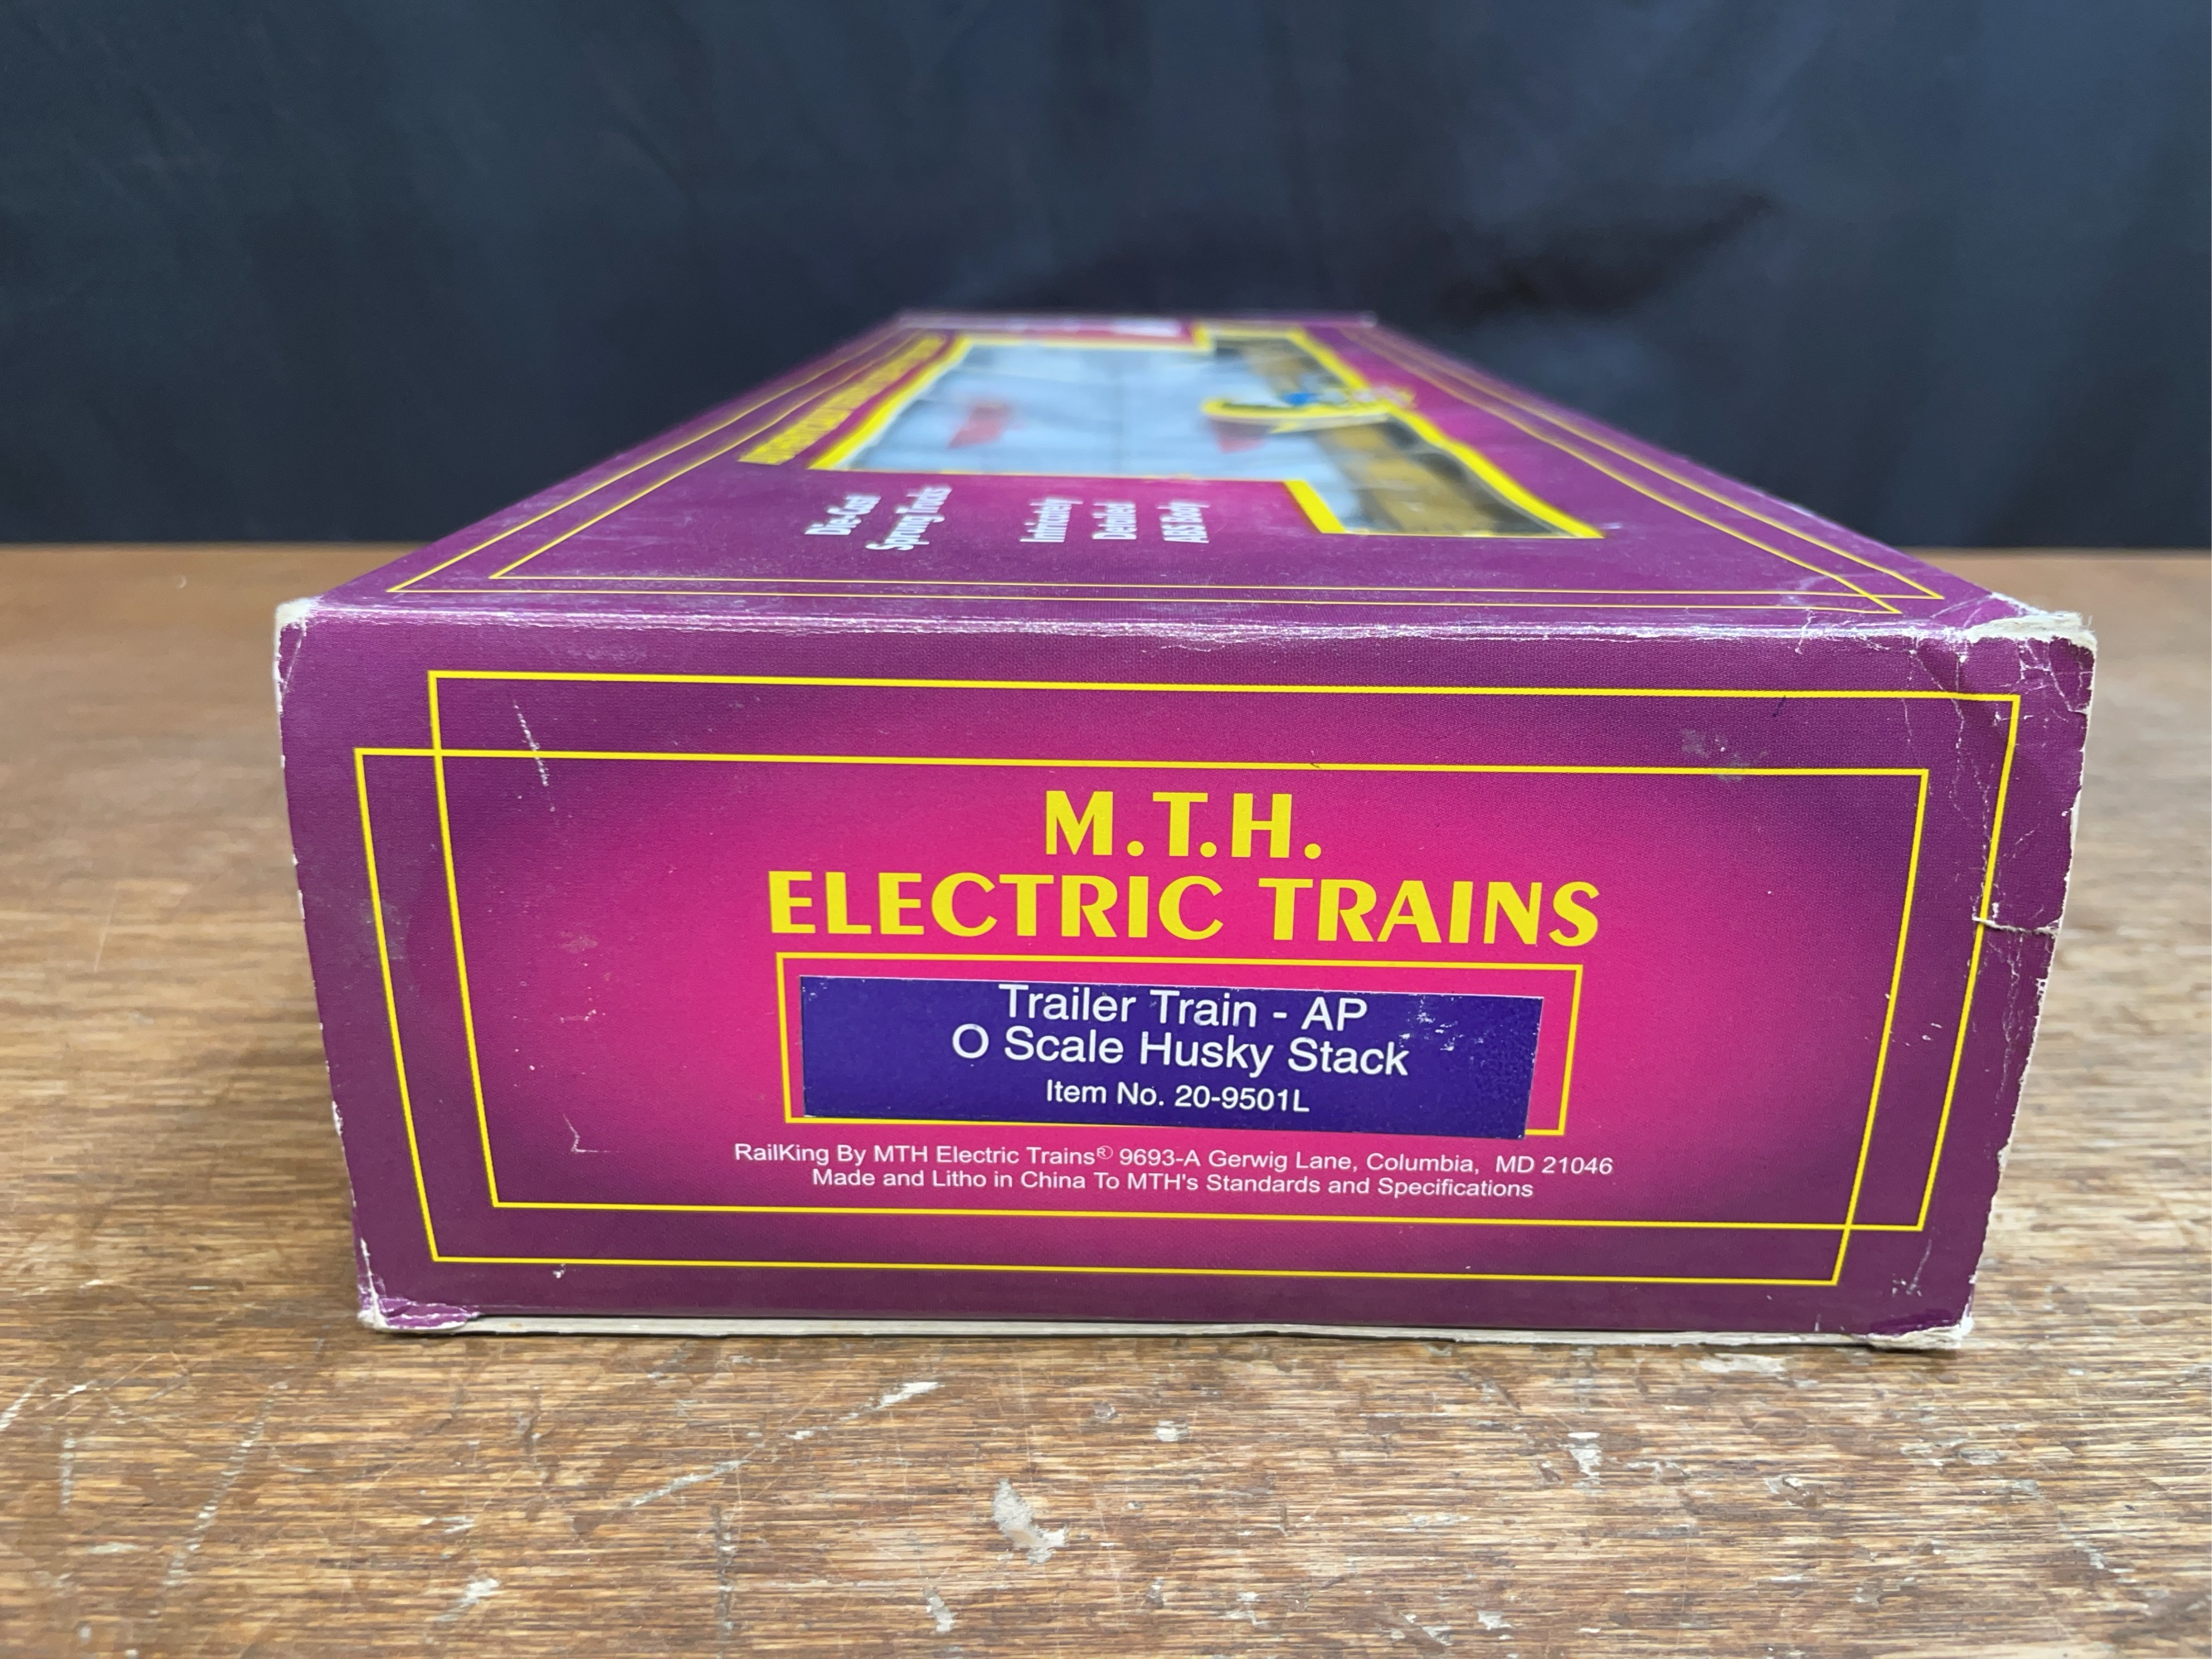 Die-Cast
Sprung Trucks
Intricately
Detailed
ABS Body
M.T.H.
ELECTRIC TRAINS
Trailer Train - AP
O Scale Husky Stack
Item No. 20-9501L
RailKing By MTH Electric Trains® 9693-A Gerwig Lane, Columbia, MD 21046
Made and Litho in China To MTH's Standards and Specifications